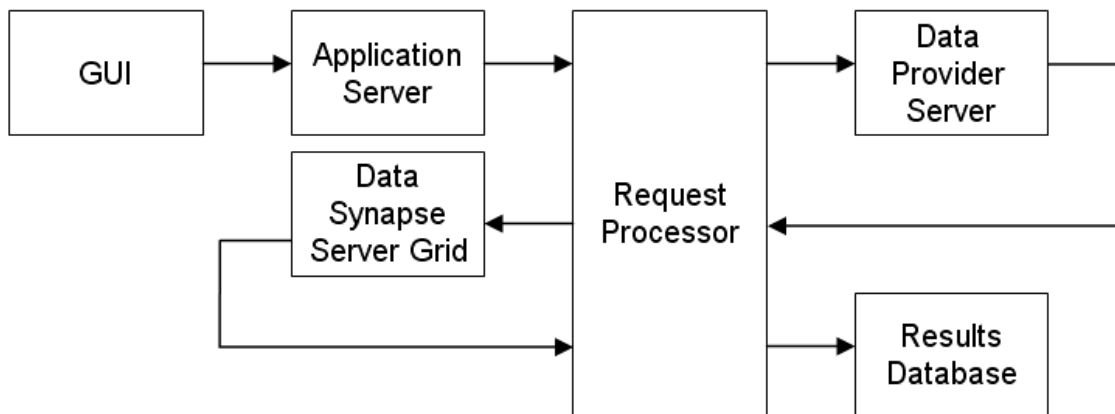 GUI
Application
Server
Data
Provider
Server
Data
Synapse
Server Grid
Request
Processor
Results
Database